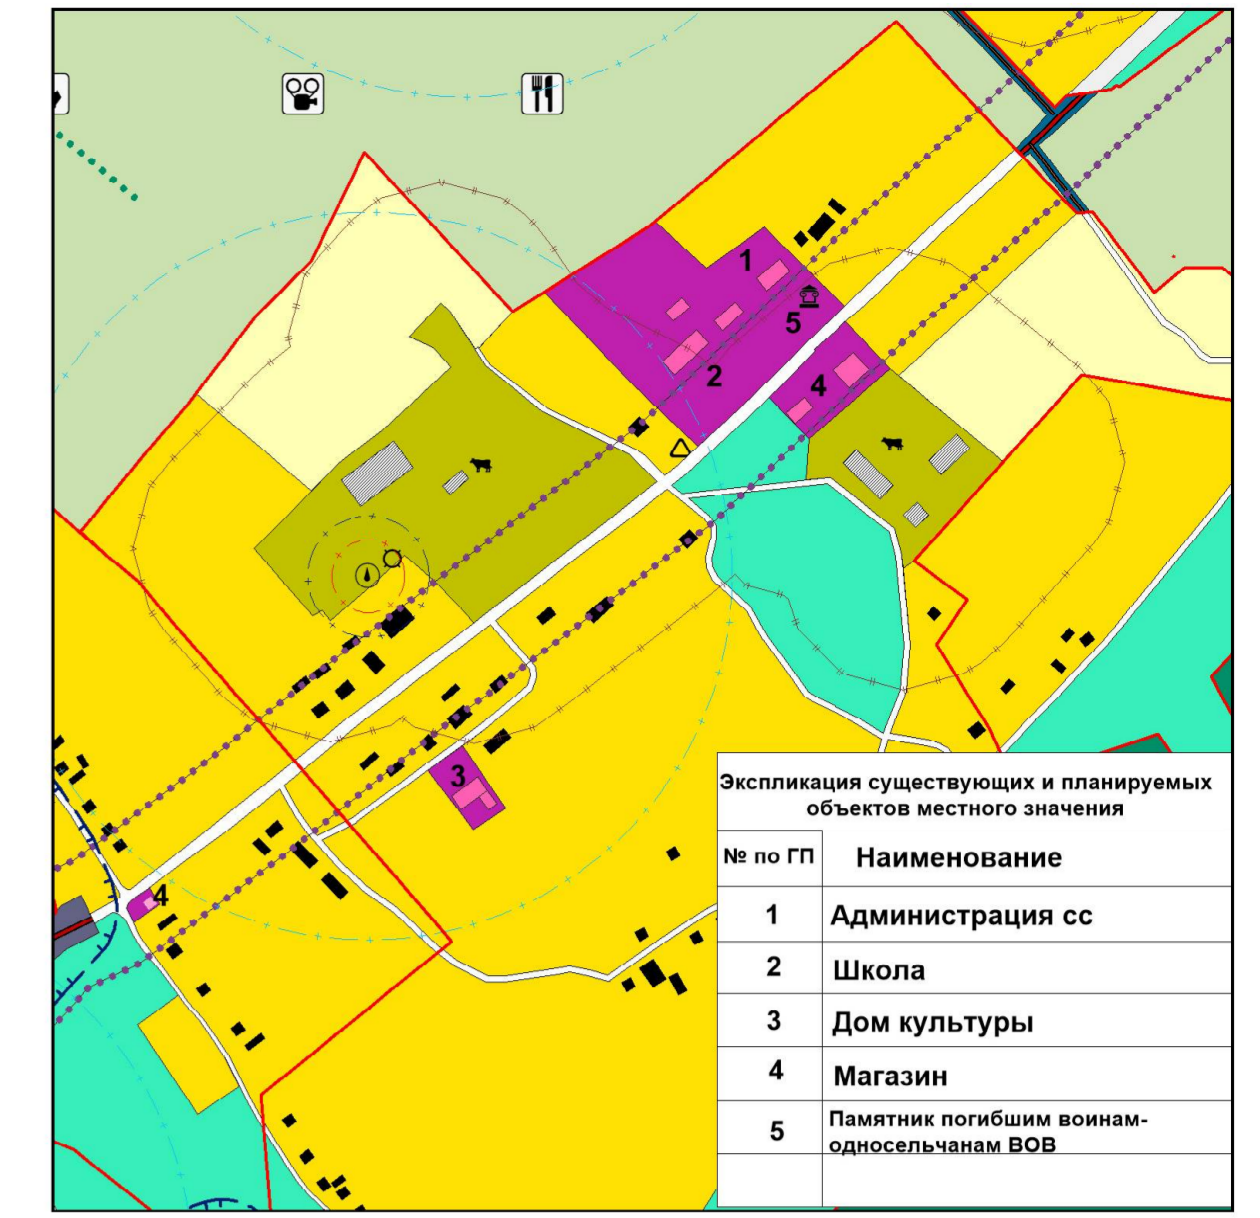 1
5
2
4
3
4
Экспликация существующих и планируемых
объектов местного значения
№ по ГП Наименование
1 Администрация сс
2 Школа
3 Дом культуры
4 Магазин
5 Памятник погибшим воинам-
односельчанам ВОВ